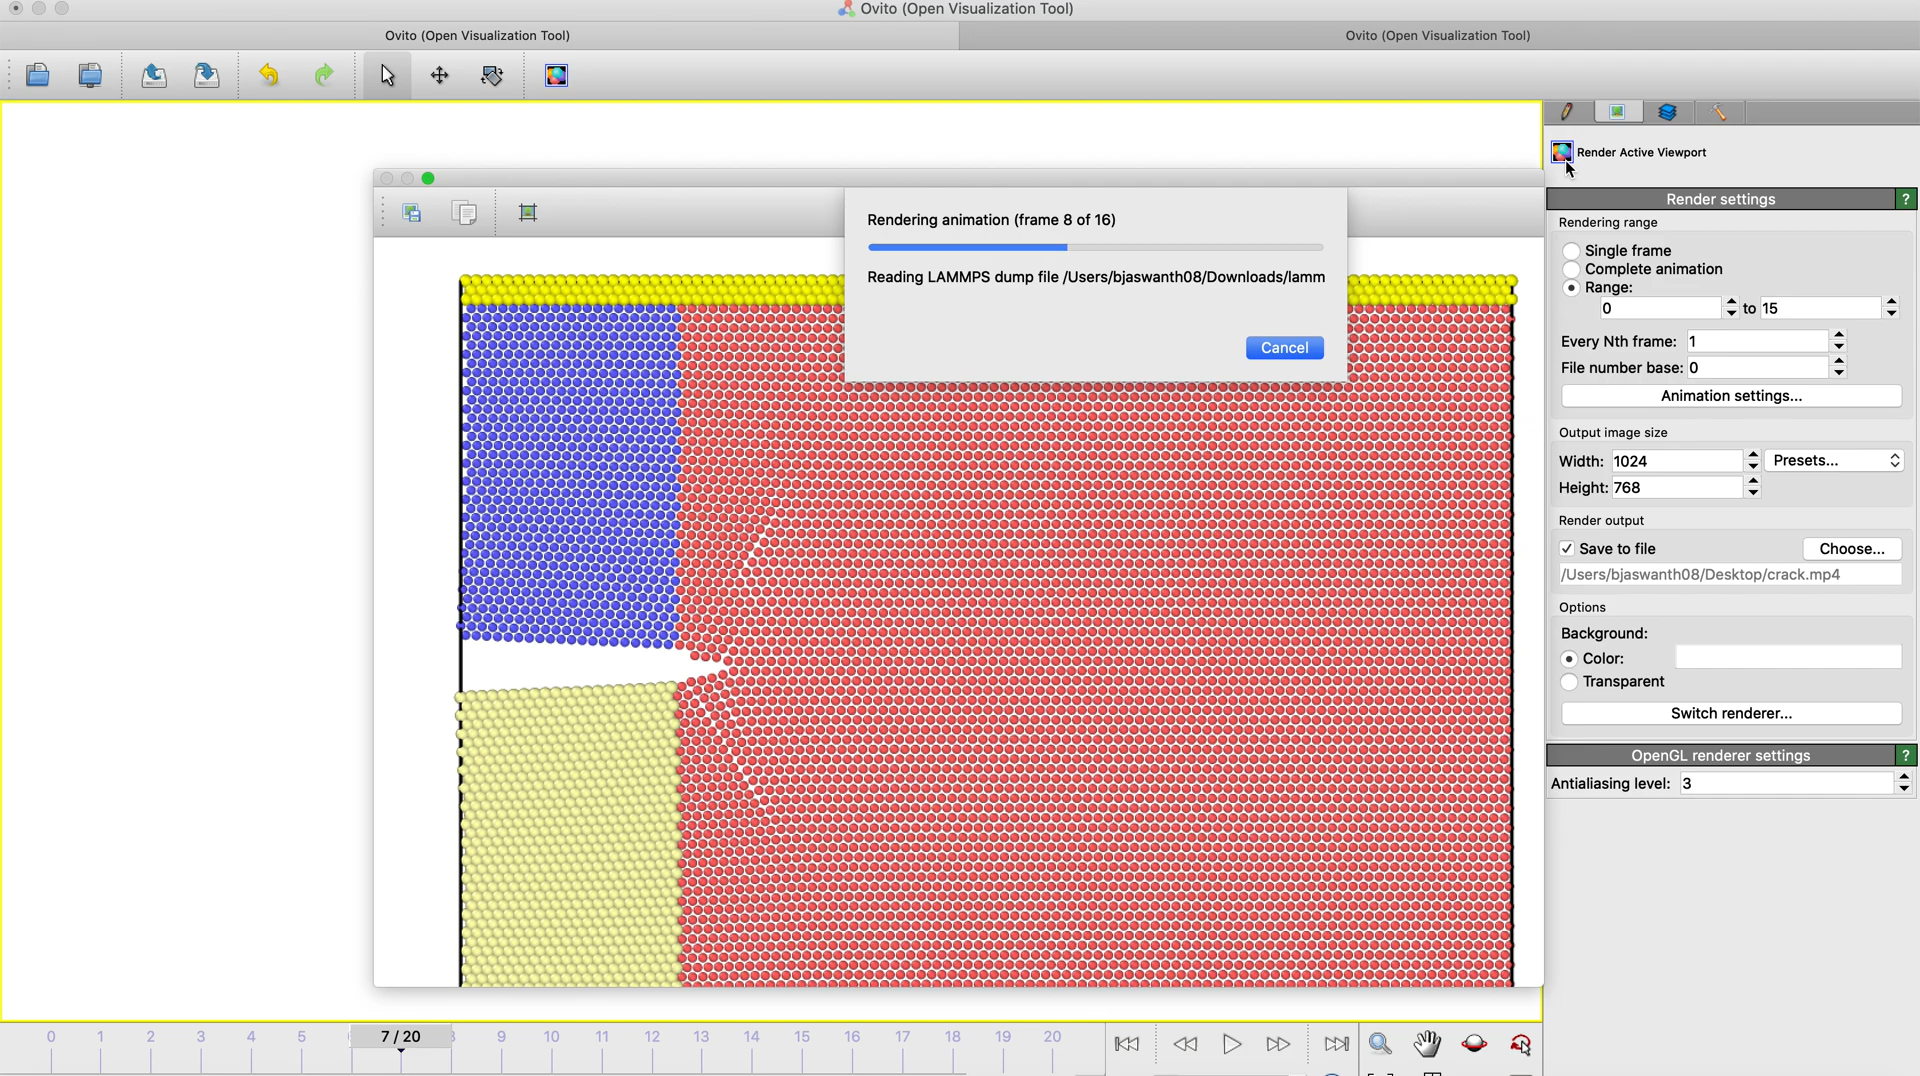 Ovito (Open Visualization Tool)
Ovito (Open Visualization Tool)
Ovito (Open Visualization Tool)
Render Active Viewport
Rendering animation (frame 8 of 16)
Reading LAMMPS dump file /Users/bjaswanth08/Downloads/lamm
Cancel
Render settings ?
Rendering range
Single frame
Complete animation
Range:
0 to 15
Every Nth frame: 1
File number base: 0
Animation settings...
Output image size
Width: 1024 Presets...
Height: 768
Render output
Save to file Choose...
/Users/bjaswanth08/Desktop/crack.mp4
Options
Background:
Color:
Transparent
Switch renderer...
OpenGL renderer settings ?
Antialiasing level: 3
0 1 2 3 4 5 7 / 20 9 10 11 12 13 14 15 16 17 18 19 20